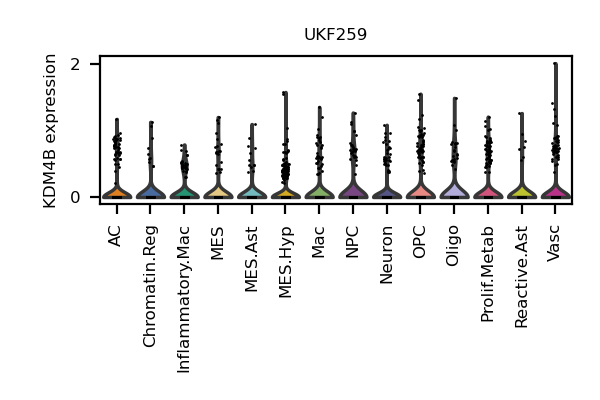 UKF259
KDM4B expression
2
0
AC
Chromatin.Reg
Inflammatory.Mac
MES
MES.Ast
MES.Hyp
Mac
NPC
Neuron
OPC
Oligo
Prolif.Metab
Reactive.Ast
Vasc